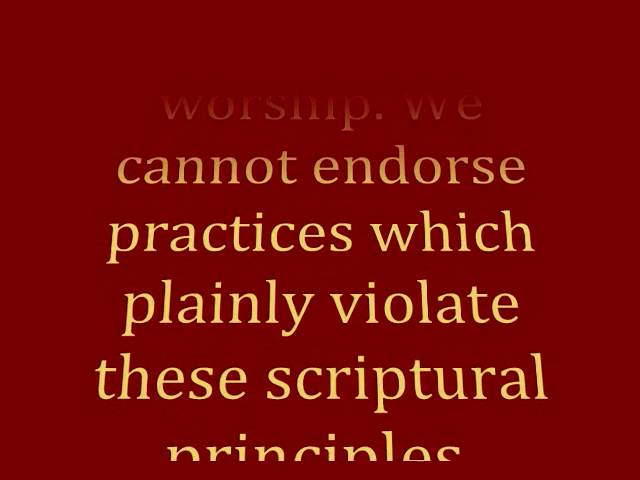 worship. We
cannot endorse
practices which
plainly violate
these scriptural
principles.